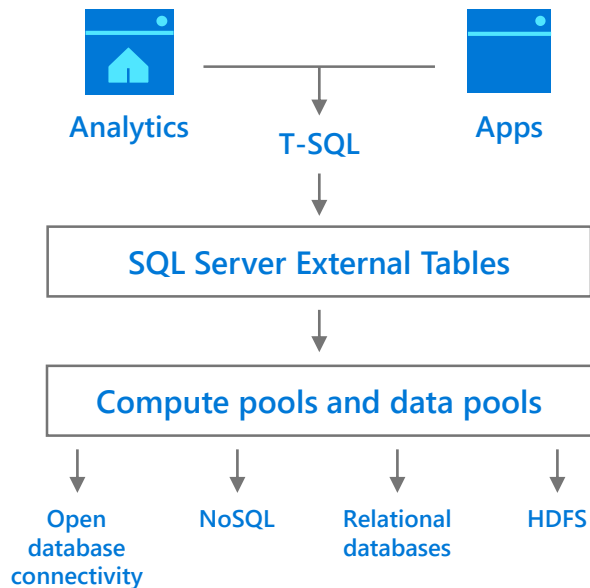 Analytics
Apps
T-SQL
SQL Server External Tables
Compute pools and data pools
Open
database
connectivity
NoSQL
Relational
databases
HDFS